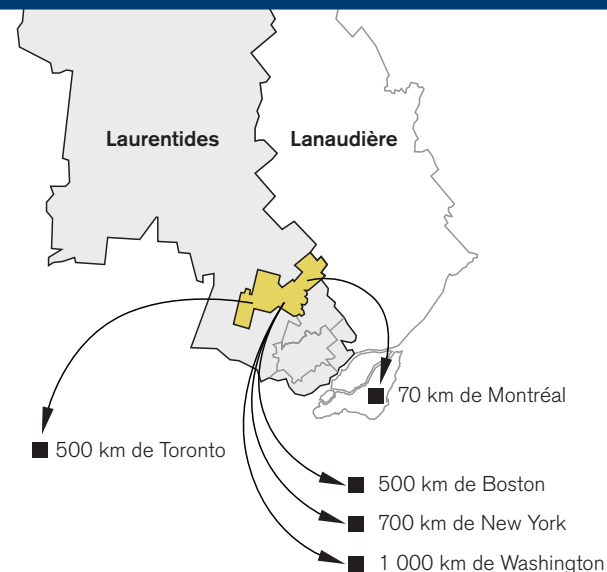 Laurentides
Lanaudière
70 km de Montréal
500 km de Toronto
500 km de Boston
700 km de New York
1 000 km de Washington